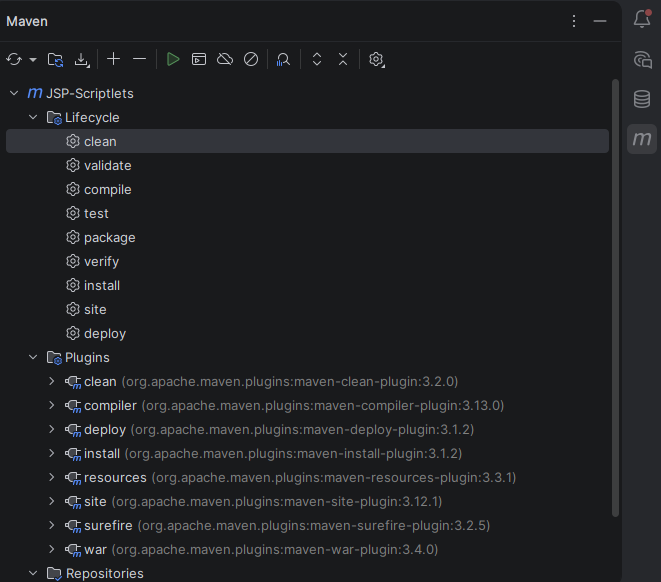 Maven
m JSP-Scriptlets
Lifecycle
clean
validate
compile
test
package
verify
install
site
deploy
Plugins
clean (org.apache.maven.plugins:maven-clean-plugin:3.2.0)
compiler (org.apache.maven.plugins:maven-compiler-plugin:3.13.0)
deploy (org.apache.maven.plugins:maven-deploy-plugin:3.1.2)
install (org.apache.maven.plugins:maven-install-plugin:3.1.2)
resources (org.apache.maven.plugins:maven-resources-plugin:3.3.1)
site (org.apache.maven.plugins:maven-site-plugin:3.12.1)
surefire (org.apache.maven.plugins:maven-surefire-plugin:3.2.5)
war (org.apache.maven.plugins:maven-war-plugin:3.4.0)
Repositories
m